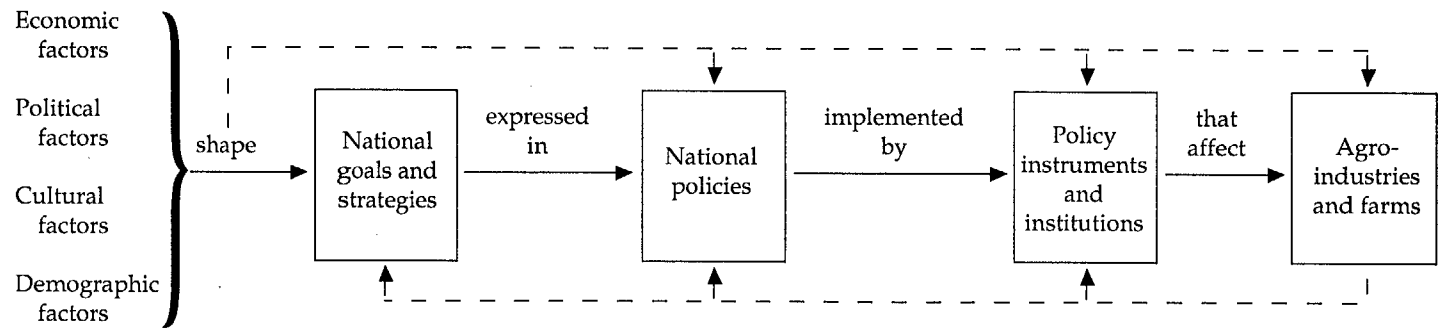 Economic
factors
Political
factors
Cultural
factors
Demographic
factors
shape
National
goals and
strategies
expressed
in
National
policies
implemented
by
Policy
instruments
and
institutions
that
affect
Agro-
industries
and farms